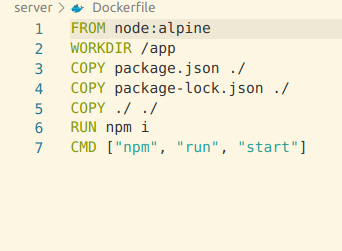 server > Dockerfile
1 FROM node:alpine
2 WORKDIR /app
3 COPY package.json ./
4 COPY package-lock.json ./
5 COPY ./ ./
6 RUN npm i
7 CMD ["npm", "run", "start"]